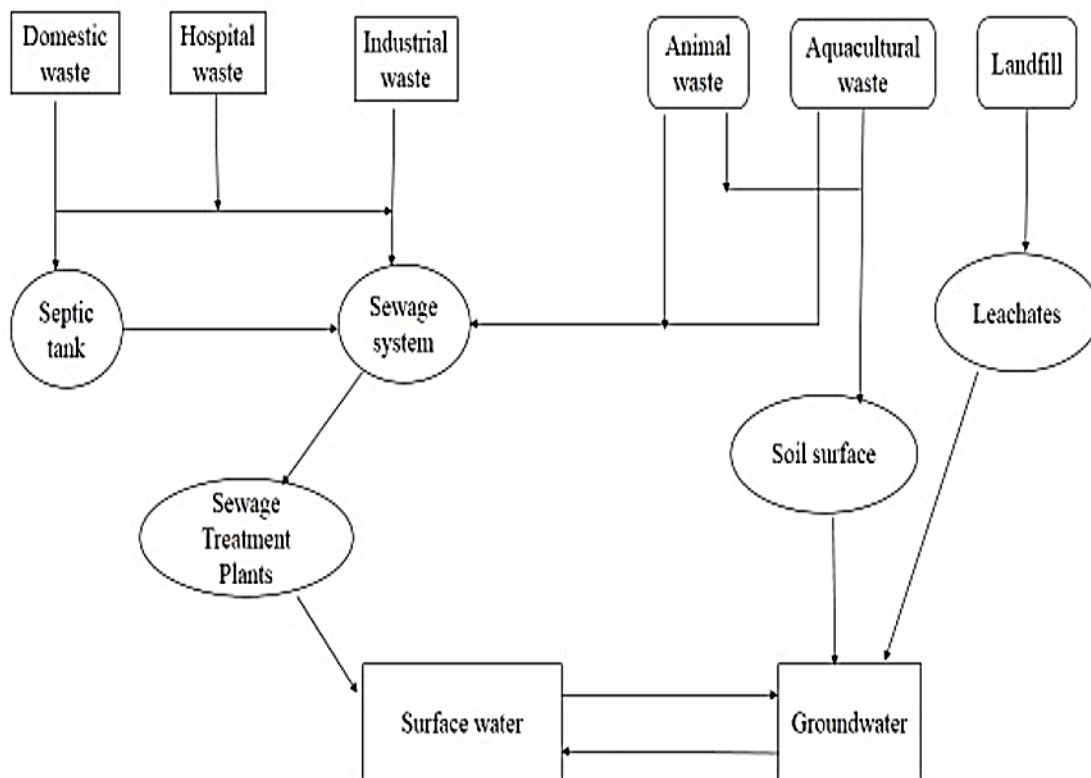 Domestic
waste
Hospital
waste
Industrial
waste
Animal
waste
Aquacultural
waste
Landfill
Septic
tank
Sewage
system
Leachates
Soil surface
Sewage
Treatment
Plants
Surface water
Groundwater